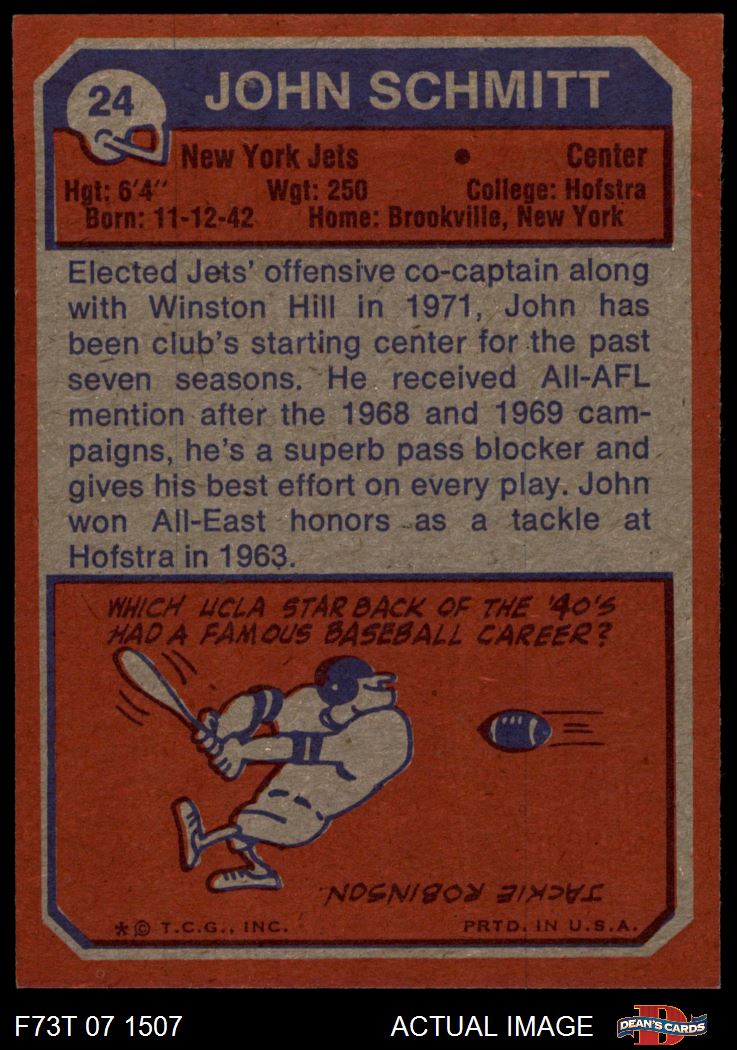 24
JOHN SCHMITT
New York Jets • Center
Hgt: 6'4" Wgt: 250 College: Hofstra
Born: 11-12-42 Home: Brookville, New York
Elected Jets' offensive co-captain along
with Winston Hill in 1971, John has
been club's starting center for the past
seven seasons. He received All-AFL
mention after the 1968 and 1969 cam-
paigns, he's a superb pass blocker and
gives his best effort on every play. John
won All-East honors as a tackle at
Hofstra in 1963.
WHICH UCLA STAR BACK OF THE '40'S
HAD A FAMOUS BASEBALL CAREER?
JACKIE ROBINSON.
*© T.C.G., INC. PRTD. IN U.S.A.
F73T 07 1507 ACTUAL IMAGE D DEAN'S CARDS